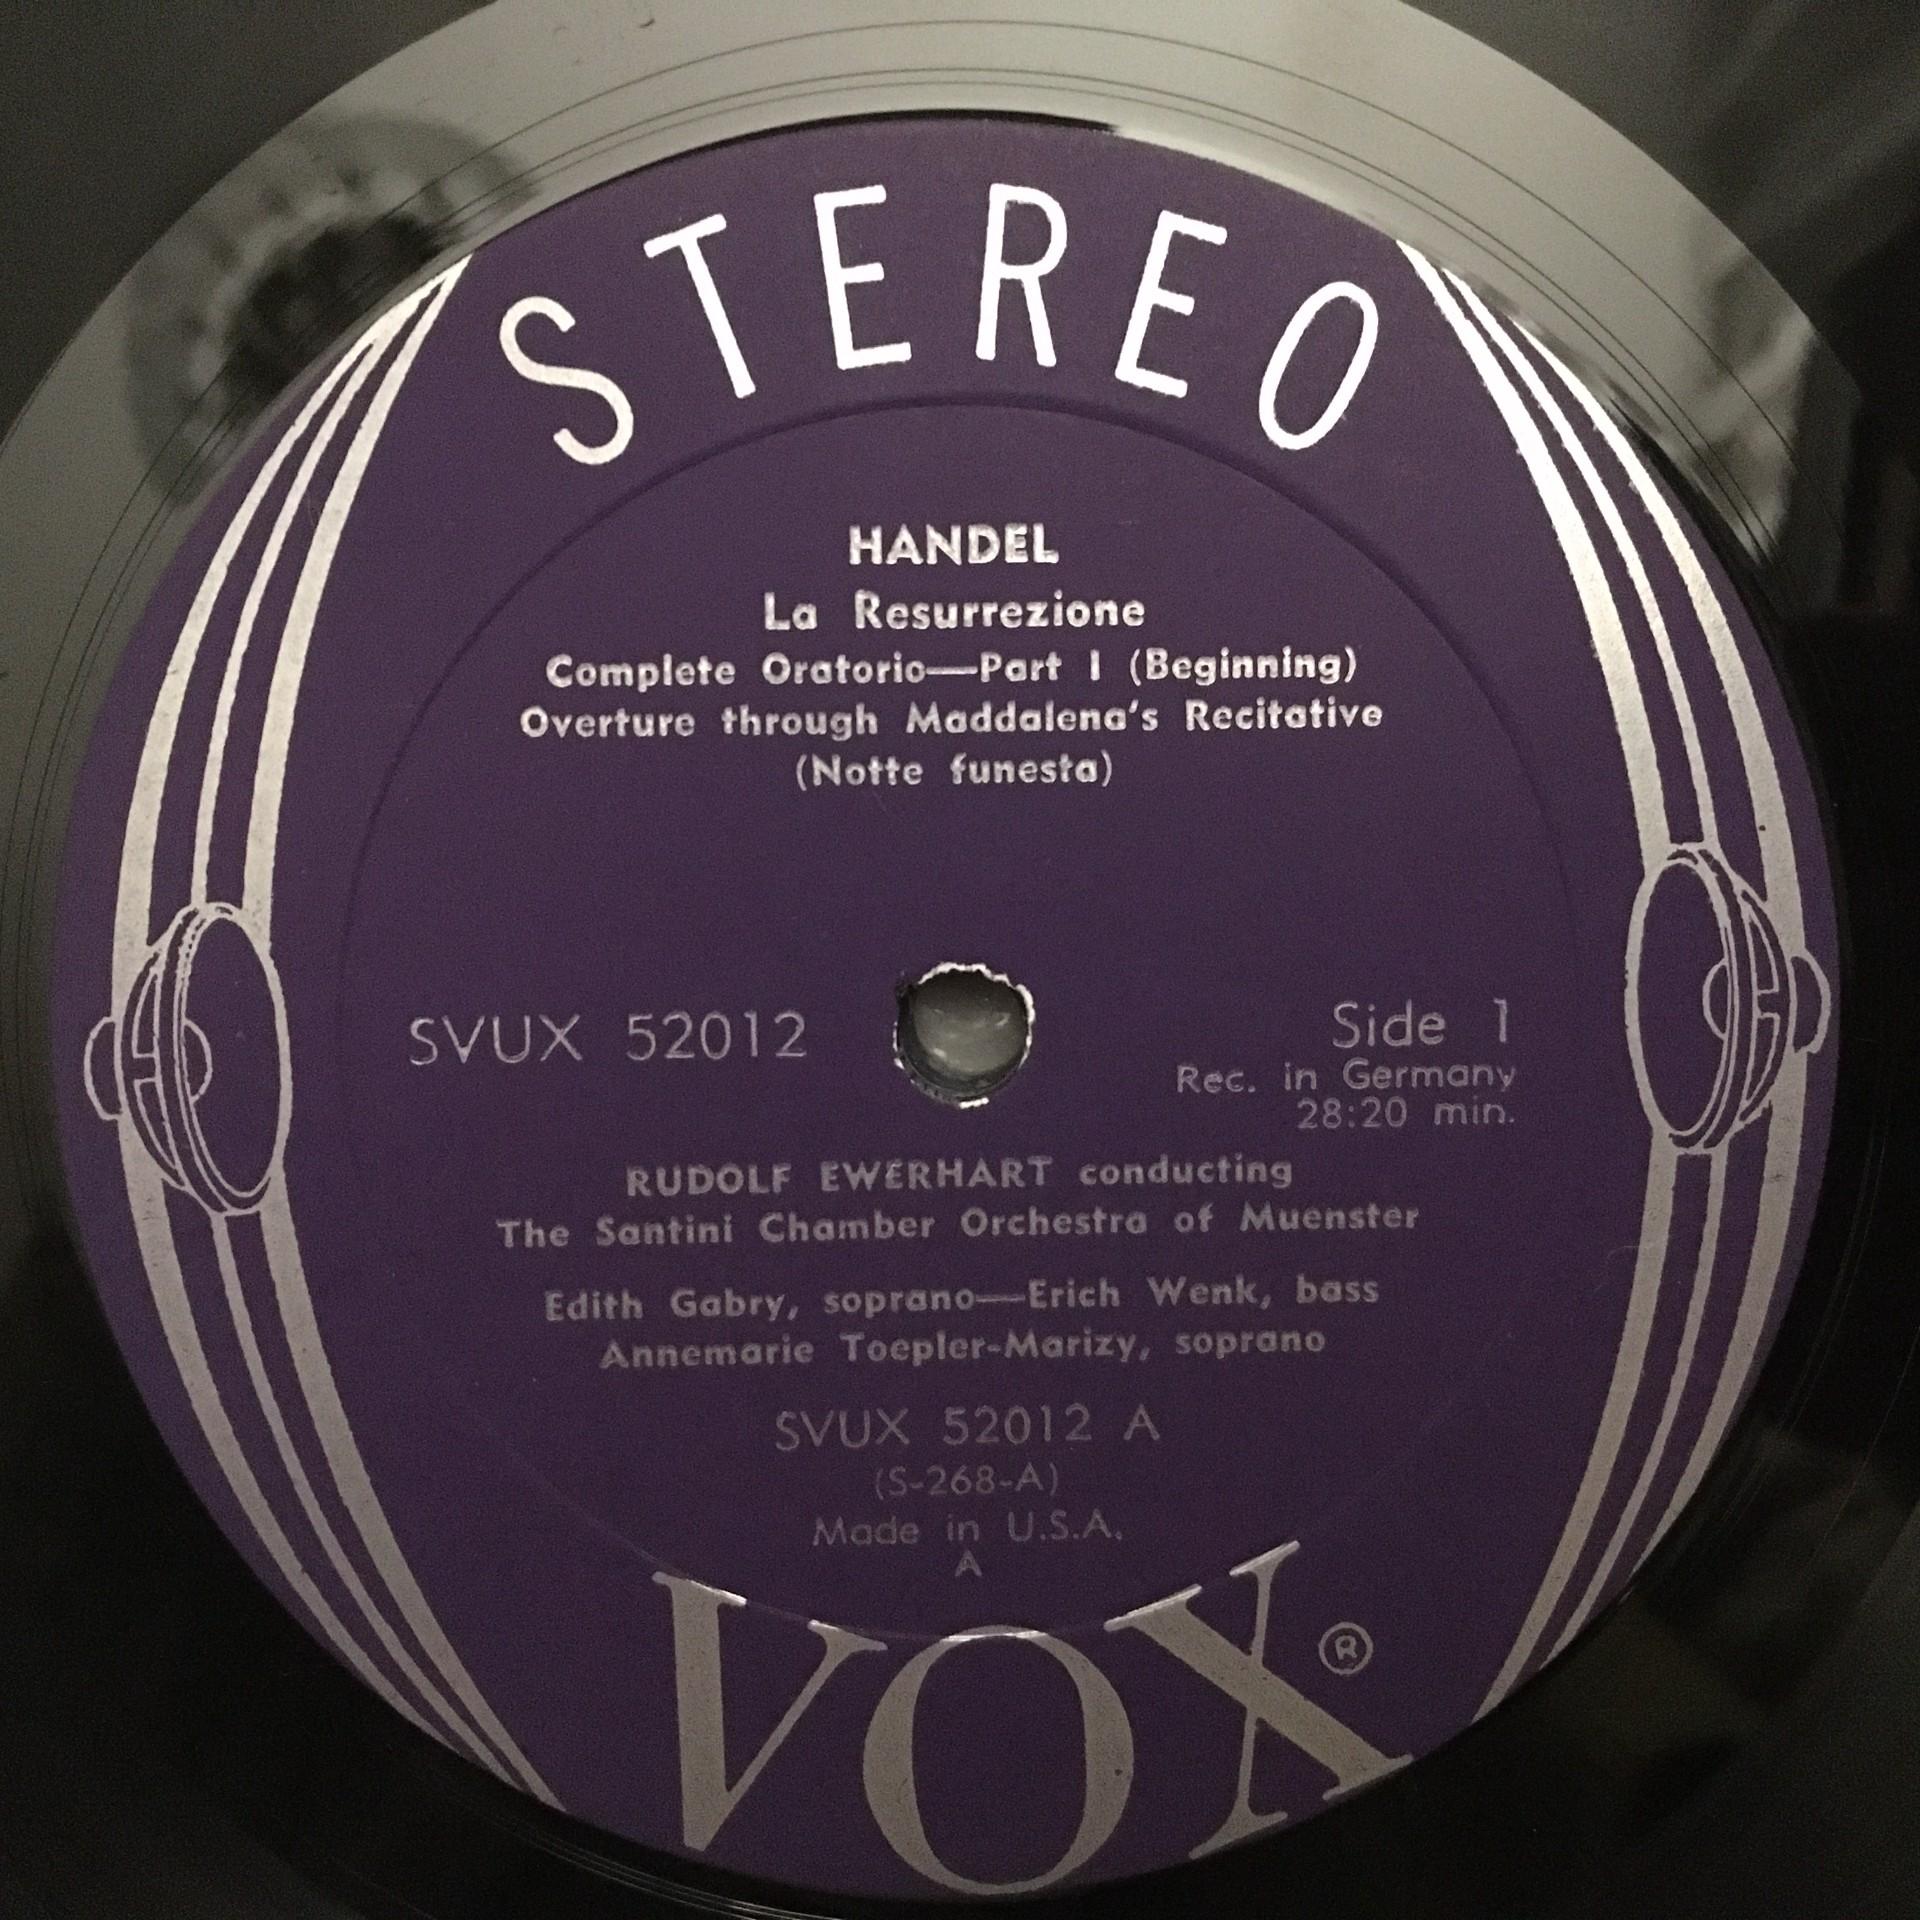 STEREO
HANDEL
La Resurrezione
Complete Oratorio—Part I (Beginning)
Overture through Maddalena's Recitative
(Notte funesta)
SVUX 52012
Side 1
Rec. in Germany
28:20 min.
RUDOLF EWERHART conducting
The Santini Chamber Orchestra of Muenster
Edith Gabry, soprano—Erich Wenk, bass
Annemarie Toepler-Marizy, soprano
SVUX 52012 A
(S-268-A)
Made in U.S.A.
A
VOX®